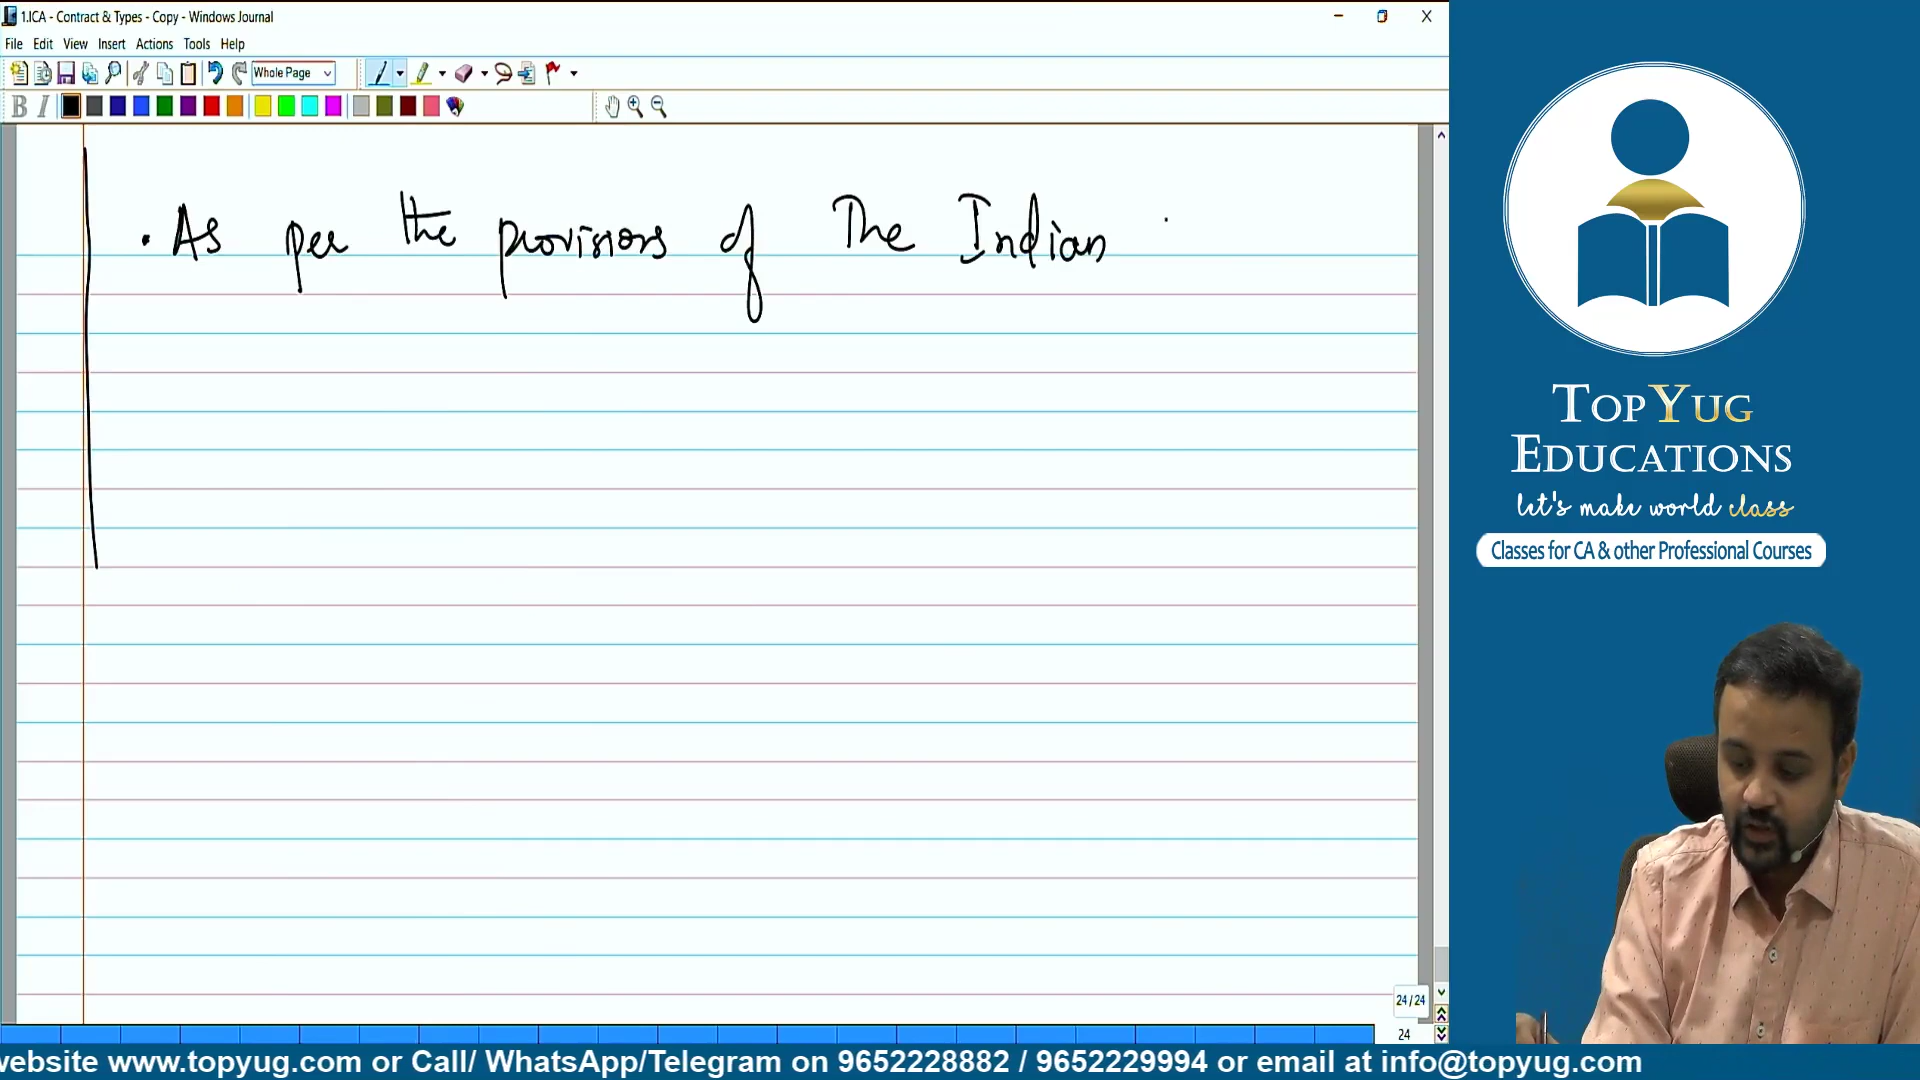 1.ICA - Contract & Types - Copy - Windows Journal
File Edit View Insert Actions Tools Help
Whole Page
B I
. As per the provisions of The Indian
TOPYUG
EDUCATIONS
let's make world class
Classes for CA & other Professional Courses
24 / 24
24
website www.topyug.com or Call/ WhatsApp/Telegram on 9652228882 / 9652229994 or email at info@topyug.com